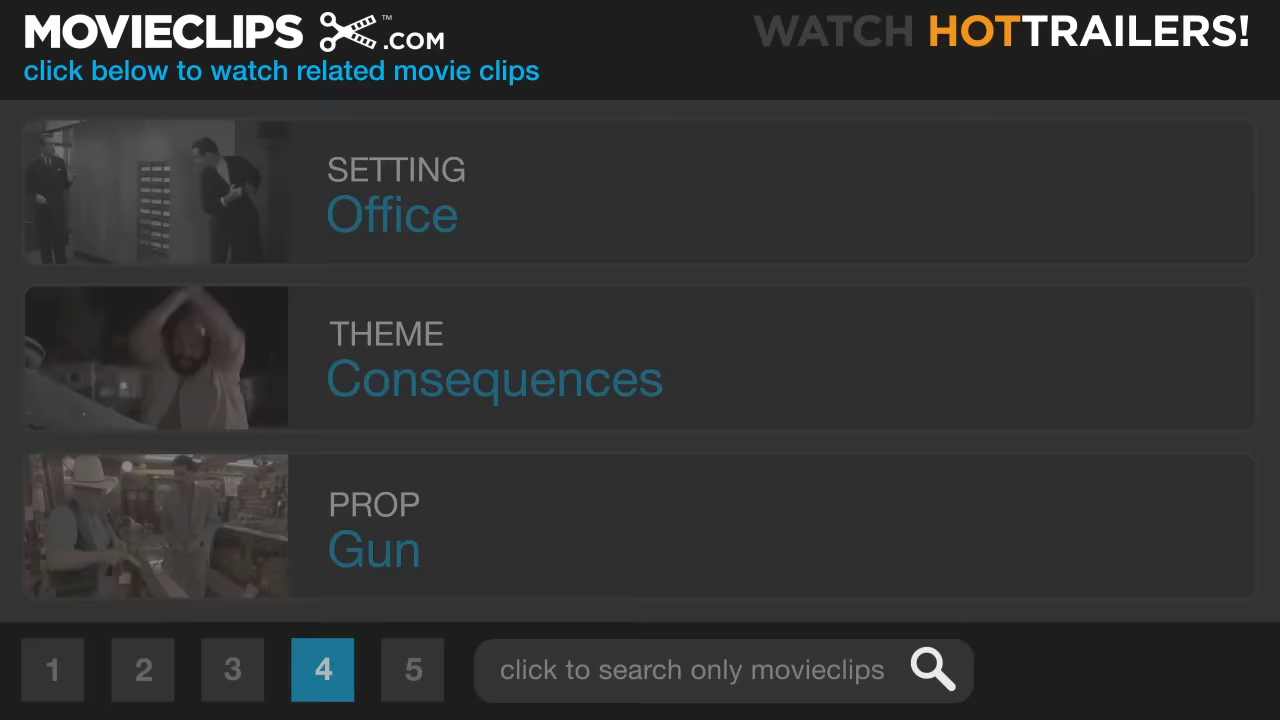 MOVIECLIPS ™ .COM
WATCH HOTTRAILERS!
click below to watch related movie clips
SETTING
Office
THEME
Consequences
PROP
Gun
1 2 3 4 5
click to search only movieclips